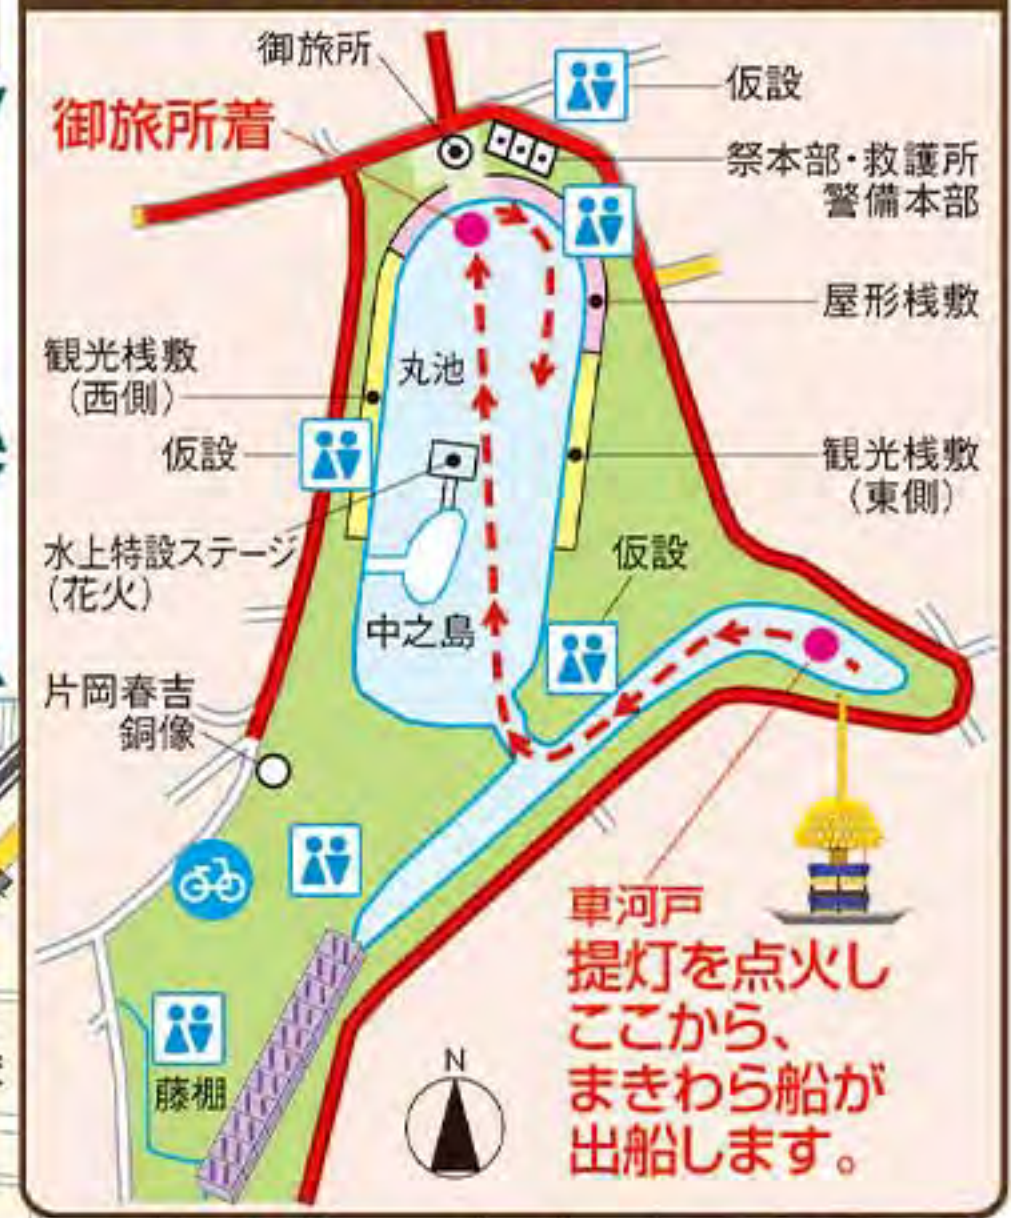 御旅所
仮設
御旅所着
祭本部・救護所
警備本部
屋形桟敷
観光桟敷
（西側）
丸池
仮設
観光桟敷
（東側）
水上特設ステージ
（花火）
仮設
中之島
片岡春吉
銅像
車河戸
提灯を点火し
ここから、
まきわら船が
出船します。
藤棚
N